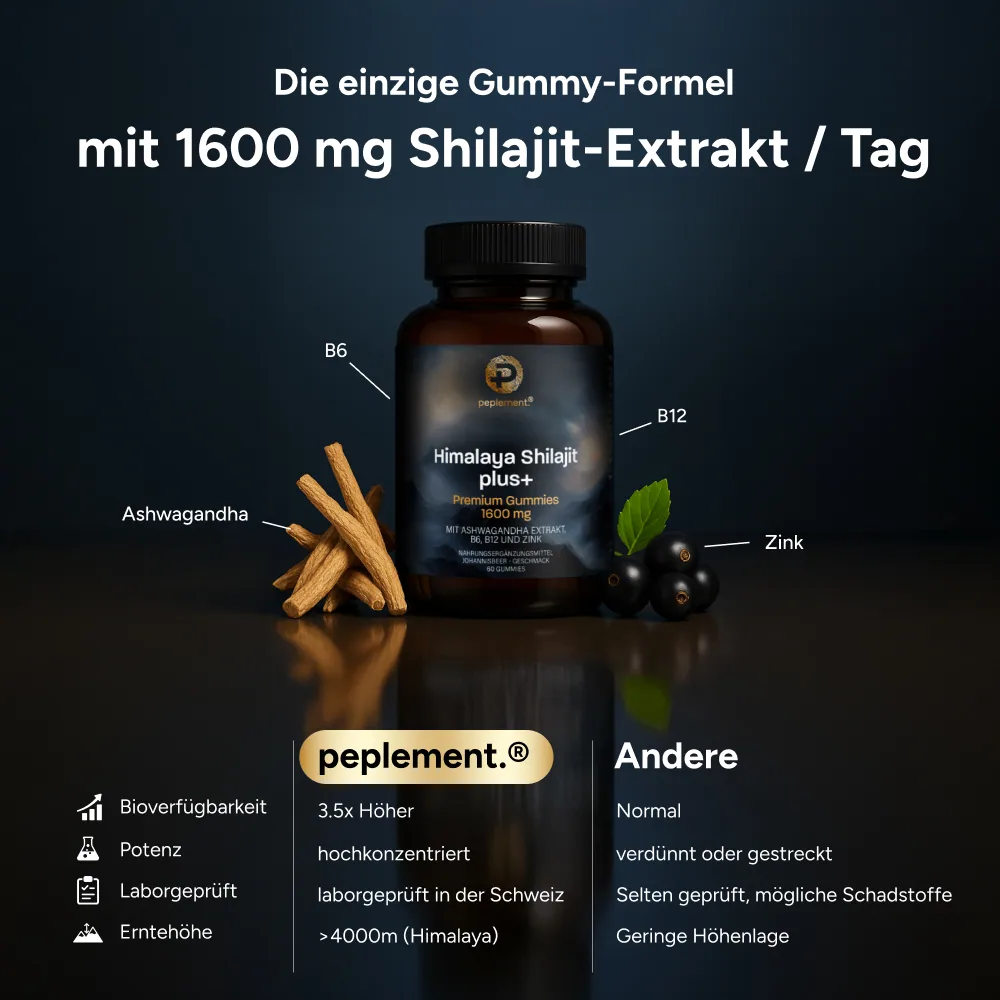 Die einzige Gummy-Formel
mit 1600 mg Shilajit-Extrakt / Tag
B6
B12
Ashwagandha
Zink
P
peplement.®
Himalaya Shilajit
plus+
Premium Gummies
1600 mg
MIT ASHWAGANDHA EXTRAKT,
B6, B12 UND ZINK
NAHRUNGSERGÄNZUNGSMITTEL
JOHANNISBEER - GESCHMACK
60 GUMMIES
peplement.®
Andere
Bioverfügbarkeit
3.5x Höher
Normal
Potenz
hochkonzentriert
verdünnt oder gestreckt
Laborgeprüft
laborgeprüft in der Schweiz
Selten geprüft, mögliche Schadstoffe
Erntehöhe
>4000m (Himalaya)
Geringe Höhenlage